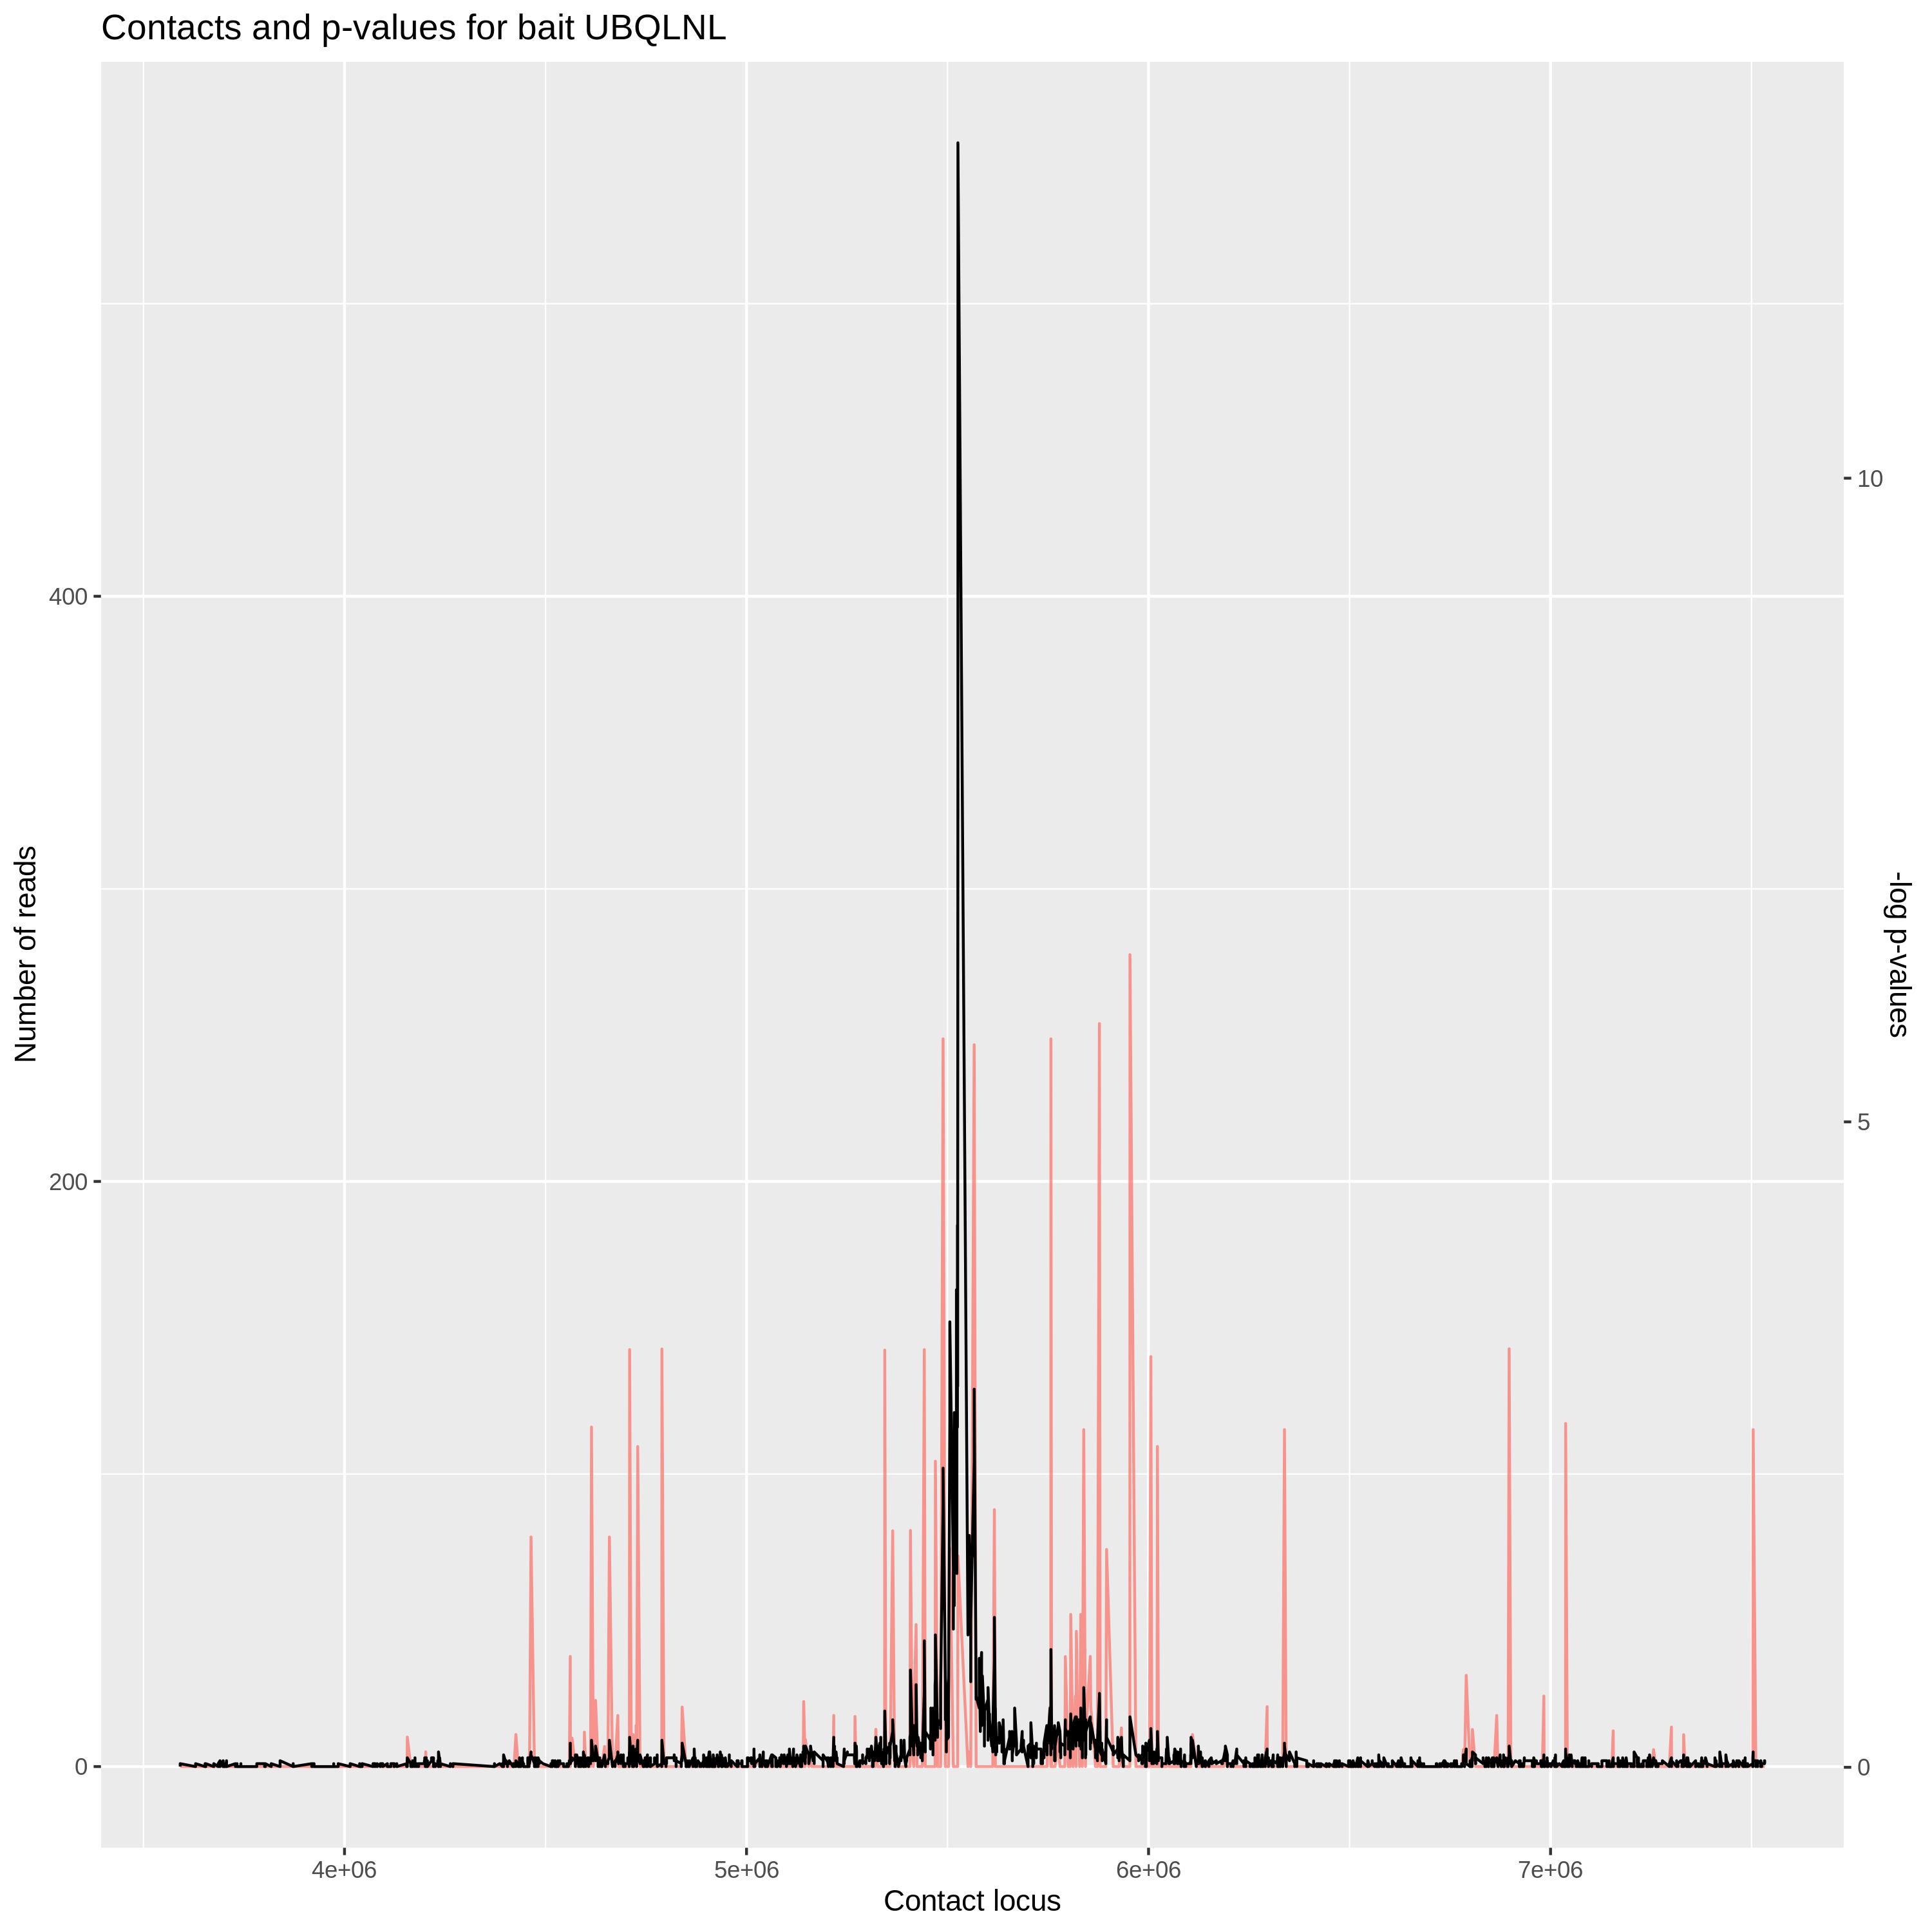 Contacts and p-values for bait UBQLNL
Number of reads
400
200
0
10
5
0
-log p-values
4e+06
5e+06
6e+06
7e+06
Contact locus